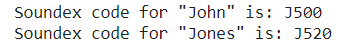 Soundex code for "John" is: J500
Soundex code for "Jones" is: J520